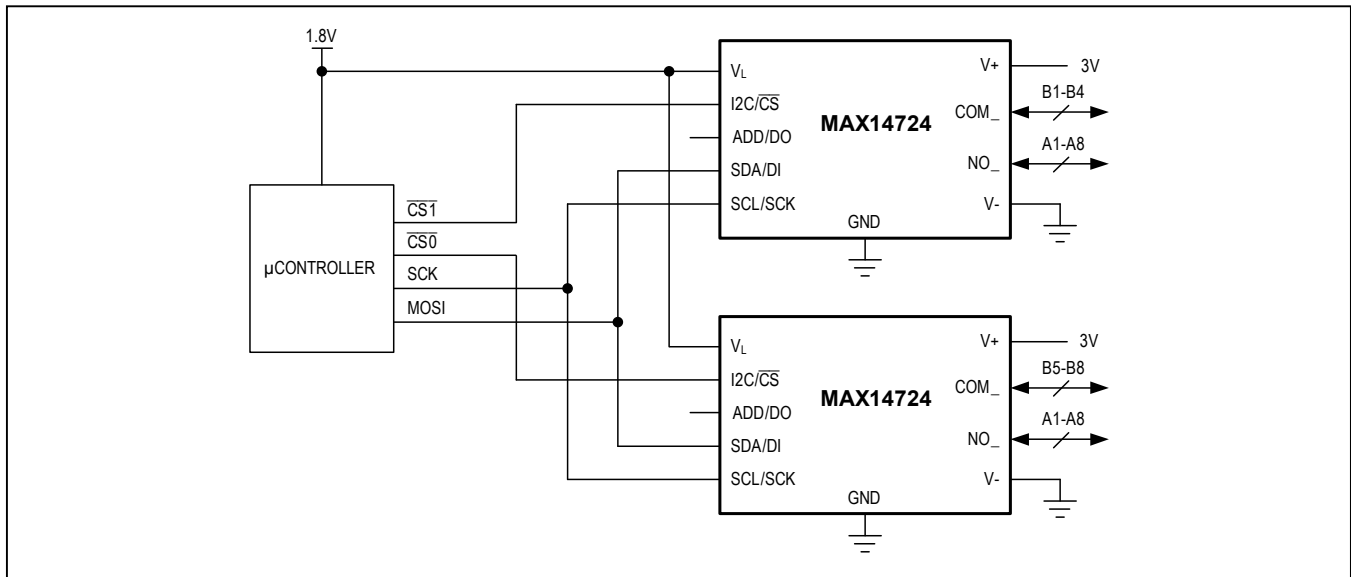 1.8V
VL
I2C/CS
ADD/DO
SDA/DI
SCL/SCK
MAX14724
GND
V+
COM_
NO_
V-
3V
B1-B4
A1-A8
µCONTROLLER
CS1
CS0
SCK
MOSI
VL
I2C/CS
ADD/DO
SDA/DI
SCL/SCK
MAX14724
GND
V+
COM_
NO_
V-
3V
B5-B8
A1-A8